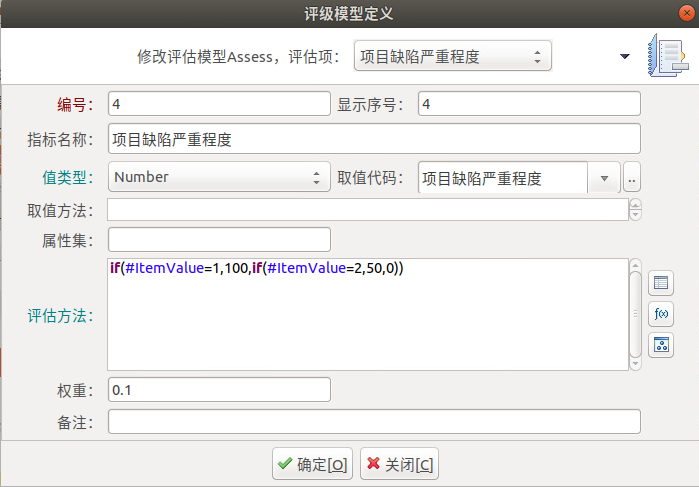 评级模型定义
修改评估模型Assess，评估项： 项目缺陷严重程度
编号： 4 显示序号： 4
指标名称： 项目缺陷严重程度
值类型： Number 取值代码： 项目缺陷严重程度 ..
取值方法：
属性集：
if(#ItemValue=1,100,if(#ItemValue=2,50,0))
评估方法： f(x)
权重： 0.1
备注：
确定[O] 关闭[C]